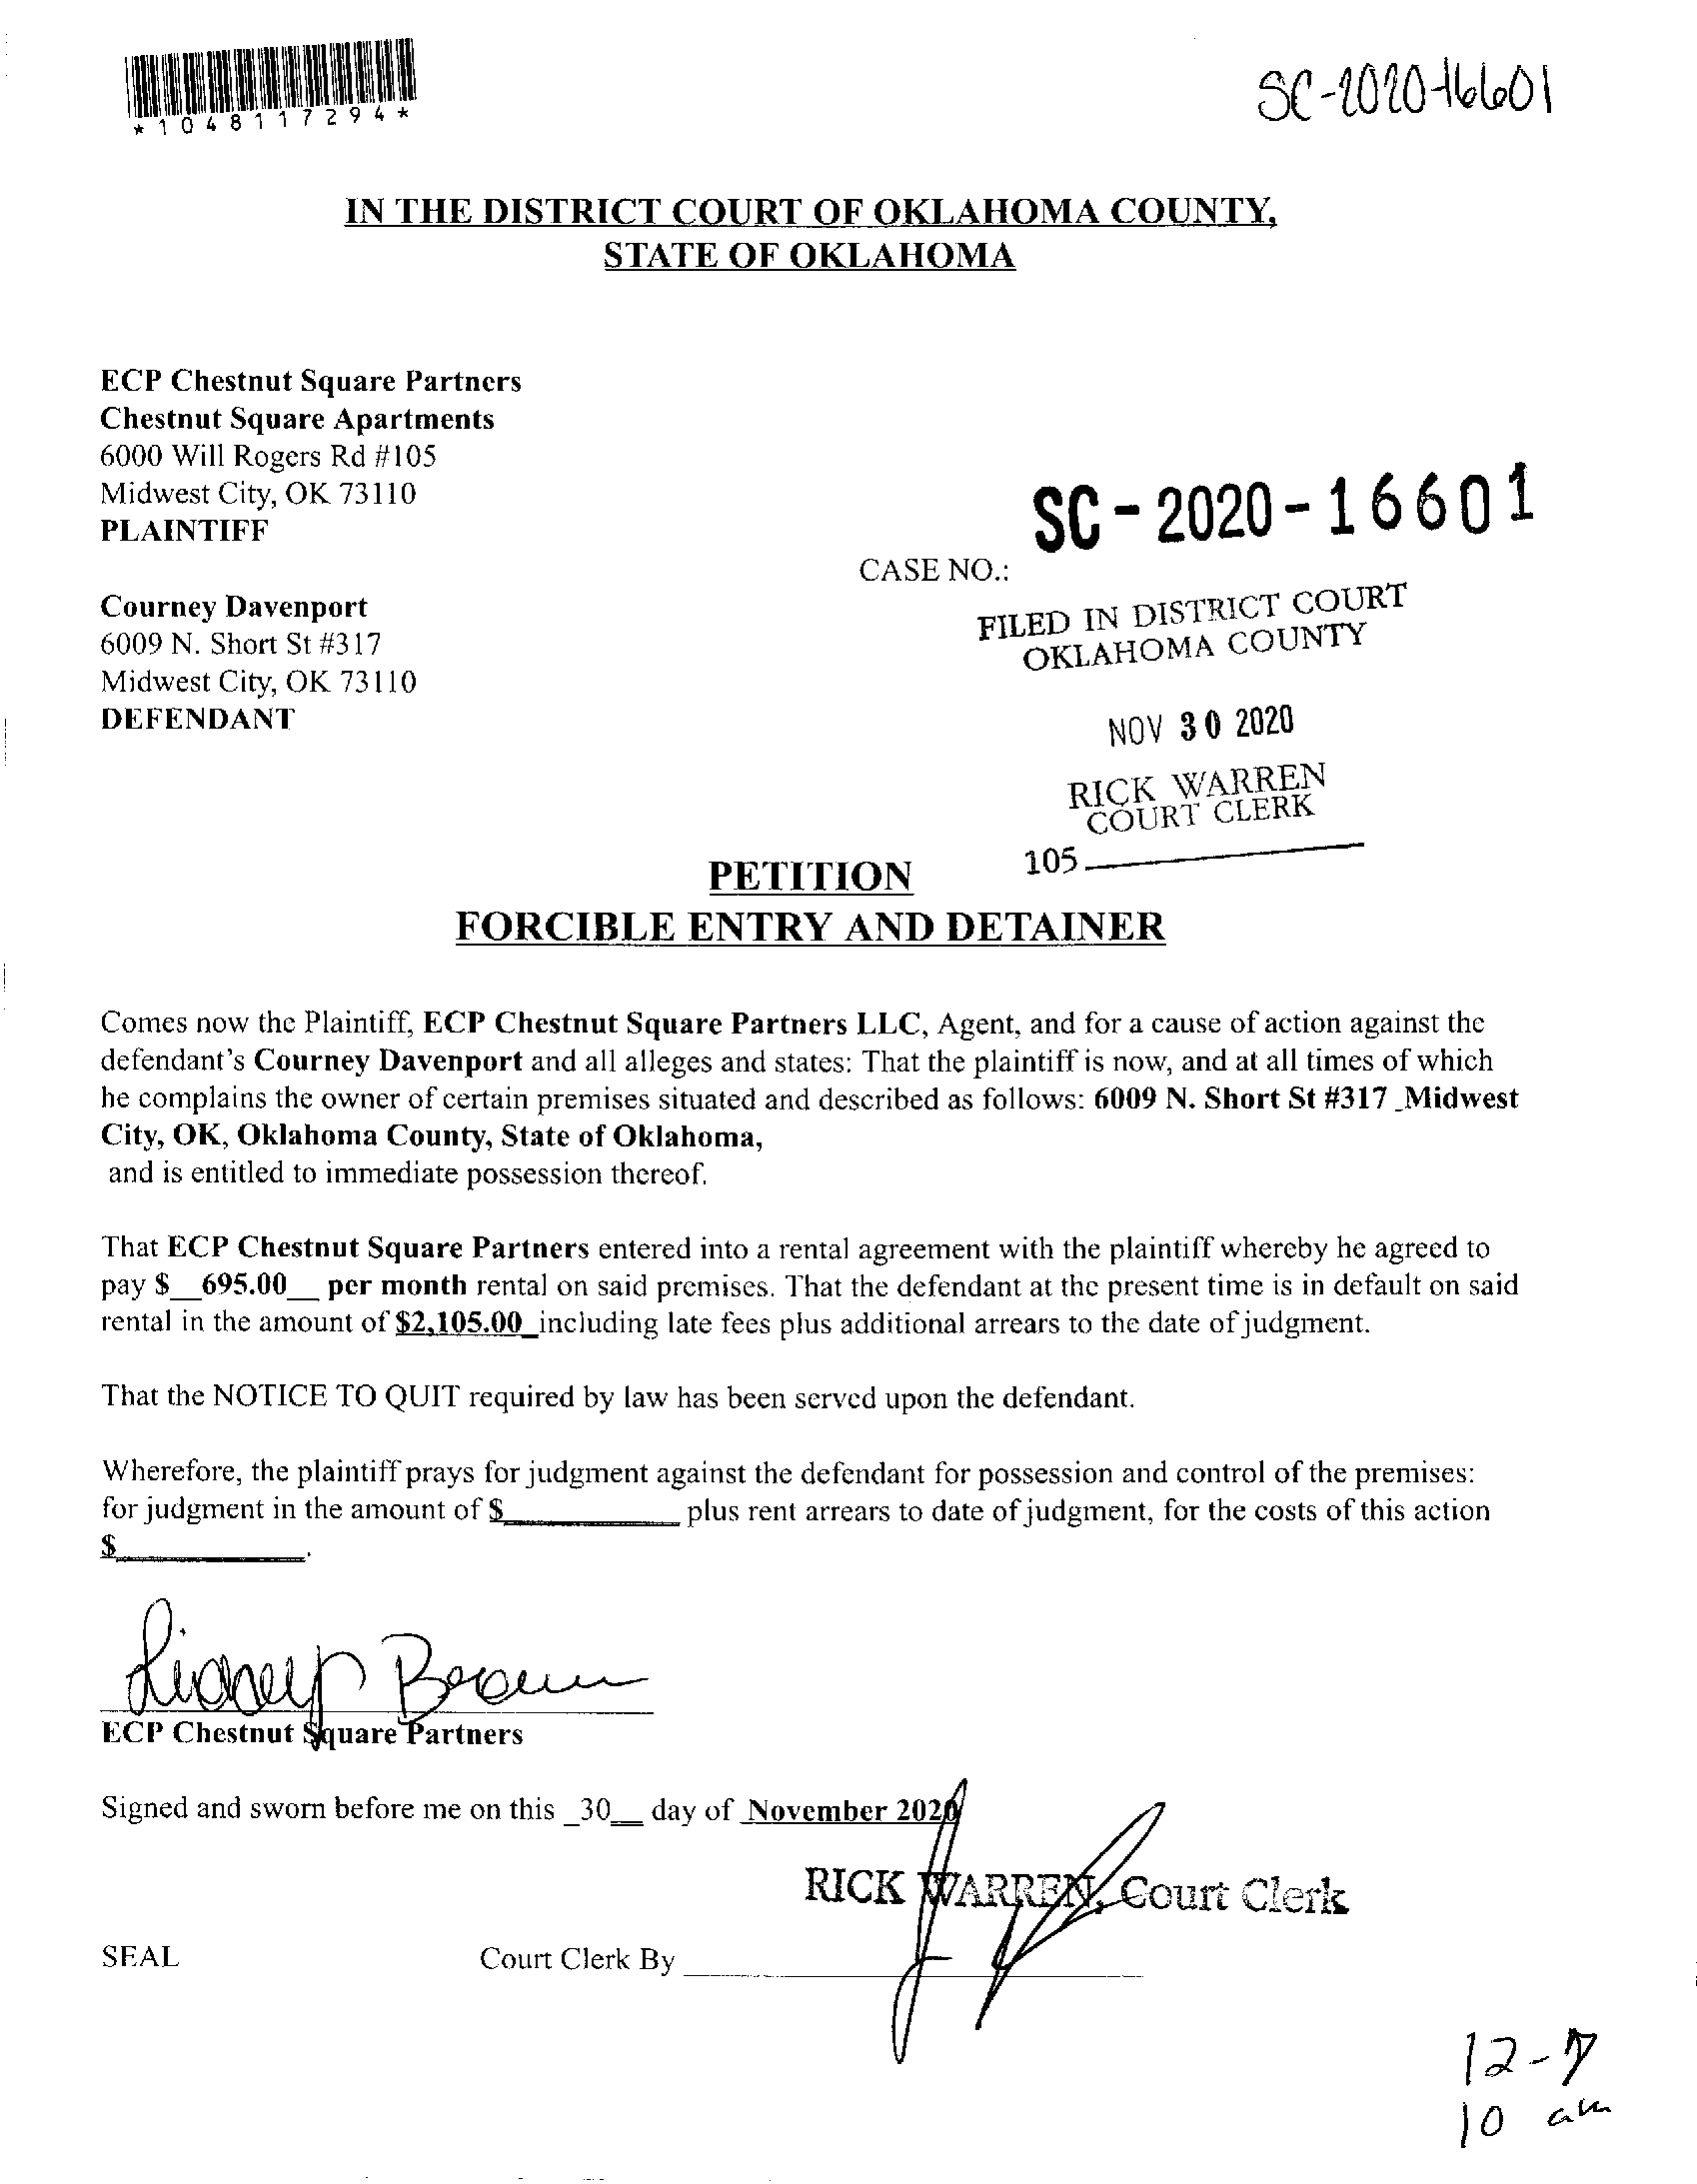 *1048117294*
SC-2020-16601
IN THE DISTRICT COURT OF OKLAHOMA COUNTY,
STATE OF OKLAHOMA
ECP Chestnut Square Partners
Chestnut Square Apartments
6000 Will Rogers Rd #105
Midwest City, OK 73110
PLAINTIFF
SC-2020-16601
CASE NO.:
Courney Davenport
6009 N. Short St #317
Midwest City, OK 73110
DEFENDANT
FILED IN DISTRICT COURT
OKLAHOMA COUNTY
NOV 30 2020
RICK WARREN
COURT CLERK
105
PETITION
FORCIBLE ENTRY AND DETAINER
Comes now the Plaintiff, ECP Chestnut Square Partners LLC, Agent, and for a cause of action against the
defendant's Courney Davenport and all alleges and states: That the plaintiff is now, and at all times of which
he complains the owner of certain premises situated and described as follows: 6009 N. Short St #317 _Midwest
City, OK, Oklahoma County, State of Oklahoma,
and is entitled to immediate possession thereof.
That ECP Chestnut Square Partners entered into a rental agreement with the plaintiff whereby he agreed to
pay $__695.00__ per month rental on said premises. That the defendant at the present time is in default on said
rental in the amount of $2,105.00_including late fees plus additional arrears to the date of judgment.
That the NOTICE TO QUIT required by law has been served upon the defendant.
Wherefore, the plaintiff prays for judgment against the defendant for possession and control of the premises:
for judgment in the amount of $__________ plus rent arrears to date of judgment, for the costs of this action
$__________.
ECP Chestnut Square Partners
Signed and sworn before me on this _30__ day of _November 2020
RICK WARREN, Court Clerk
SEAL Court Clerk By __________
12-7
10 am